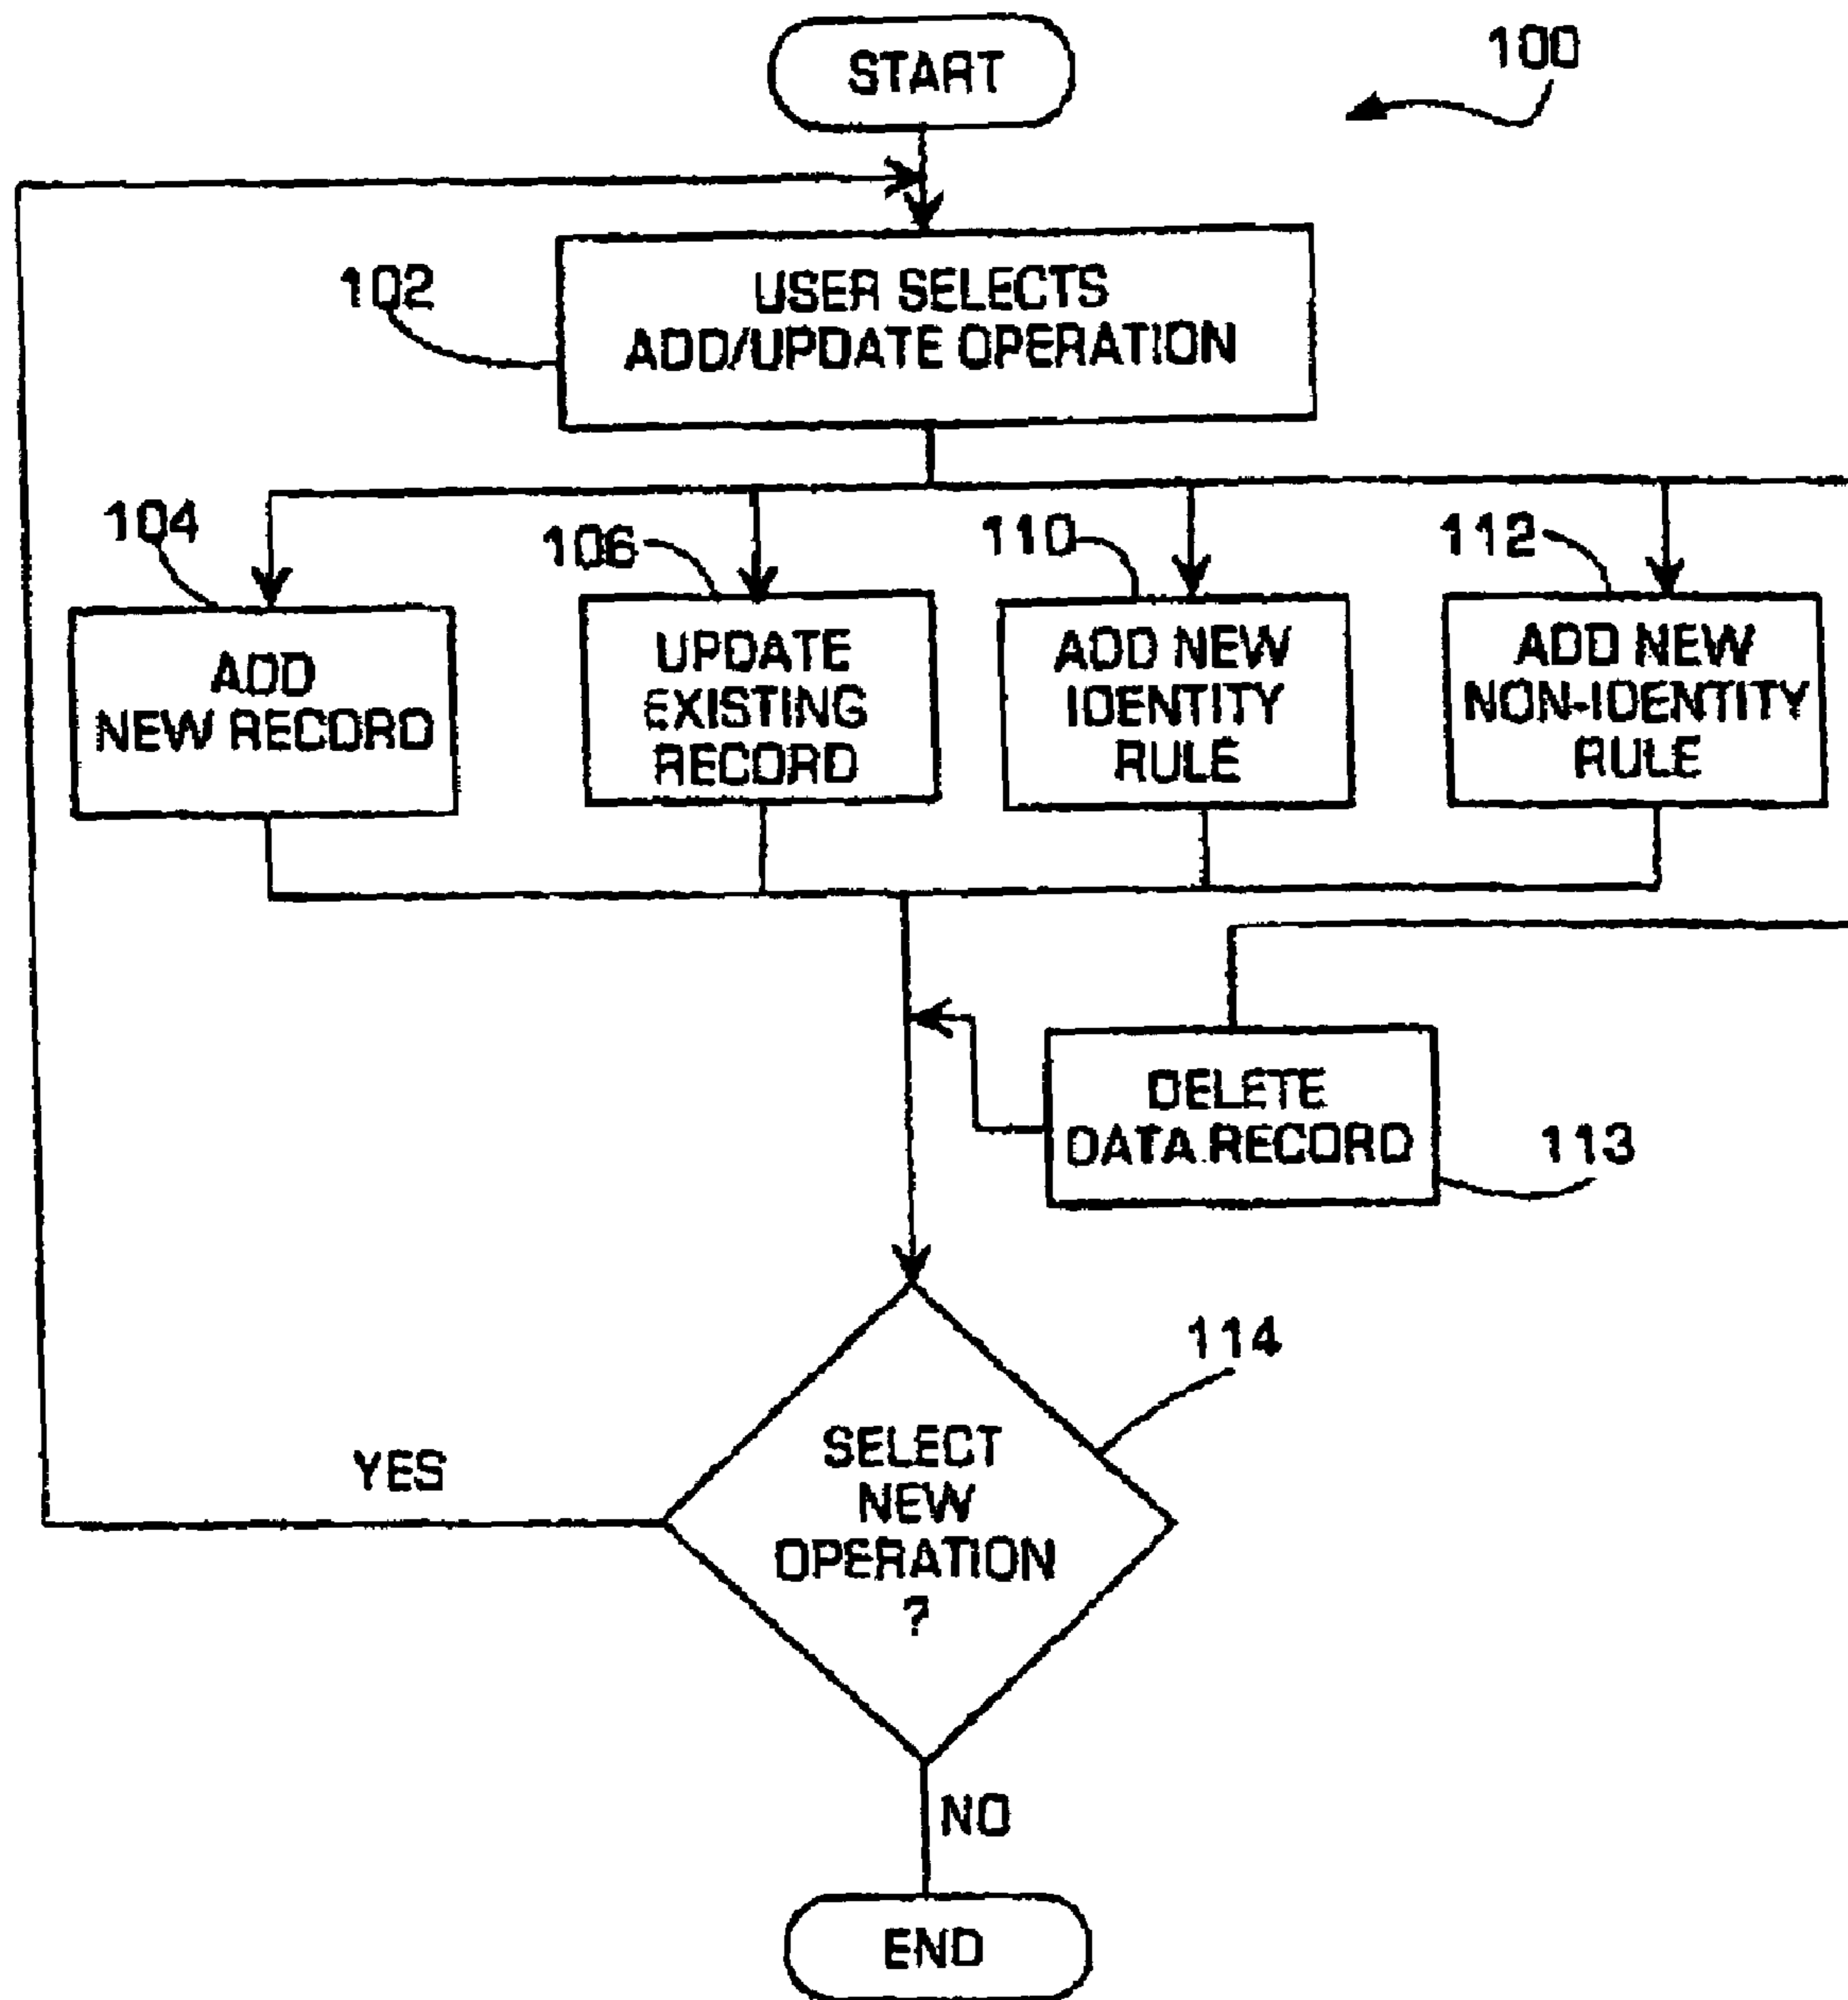 START
100
102
USER SELECTS
ADD/UPDATE OPERATION
104
106
110
112
ADD
NEW RECORD
UPDATE
EXISTING
RECORD
ADD NEW
IDENTITY
RULE
ADD NEW
NON-IDENTITY
RULE
DELETE
DATA RECORD
113
114
SELECT
NEW
OPERATION
?
YES
NO
END